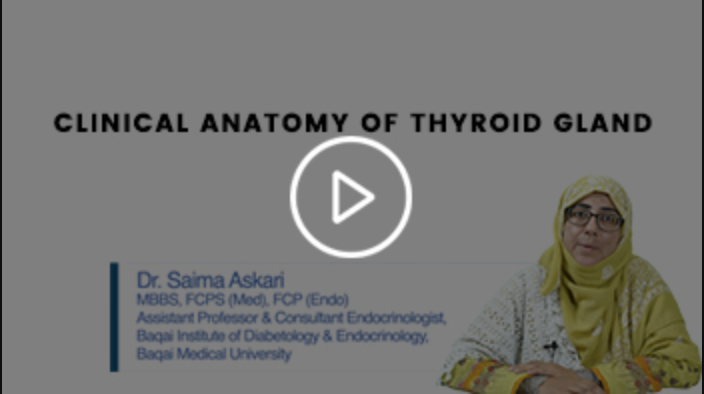 CLINICAL ANATOMY OF THYROID GLAND
Dr. Saima Askari
MBBS, FCPS (Med), FCP (Endo)
Assistant Professor & Consultant Endocrinologist,
Baqai Institute of Diabetology & Endocrinology,
Baqai Medical University